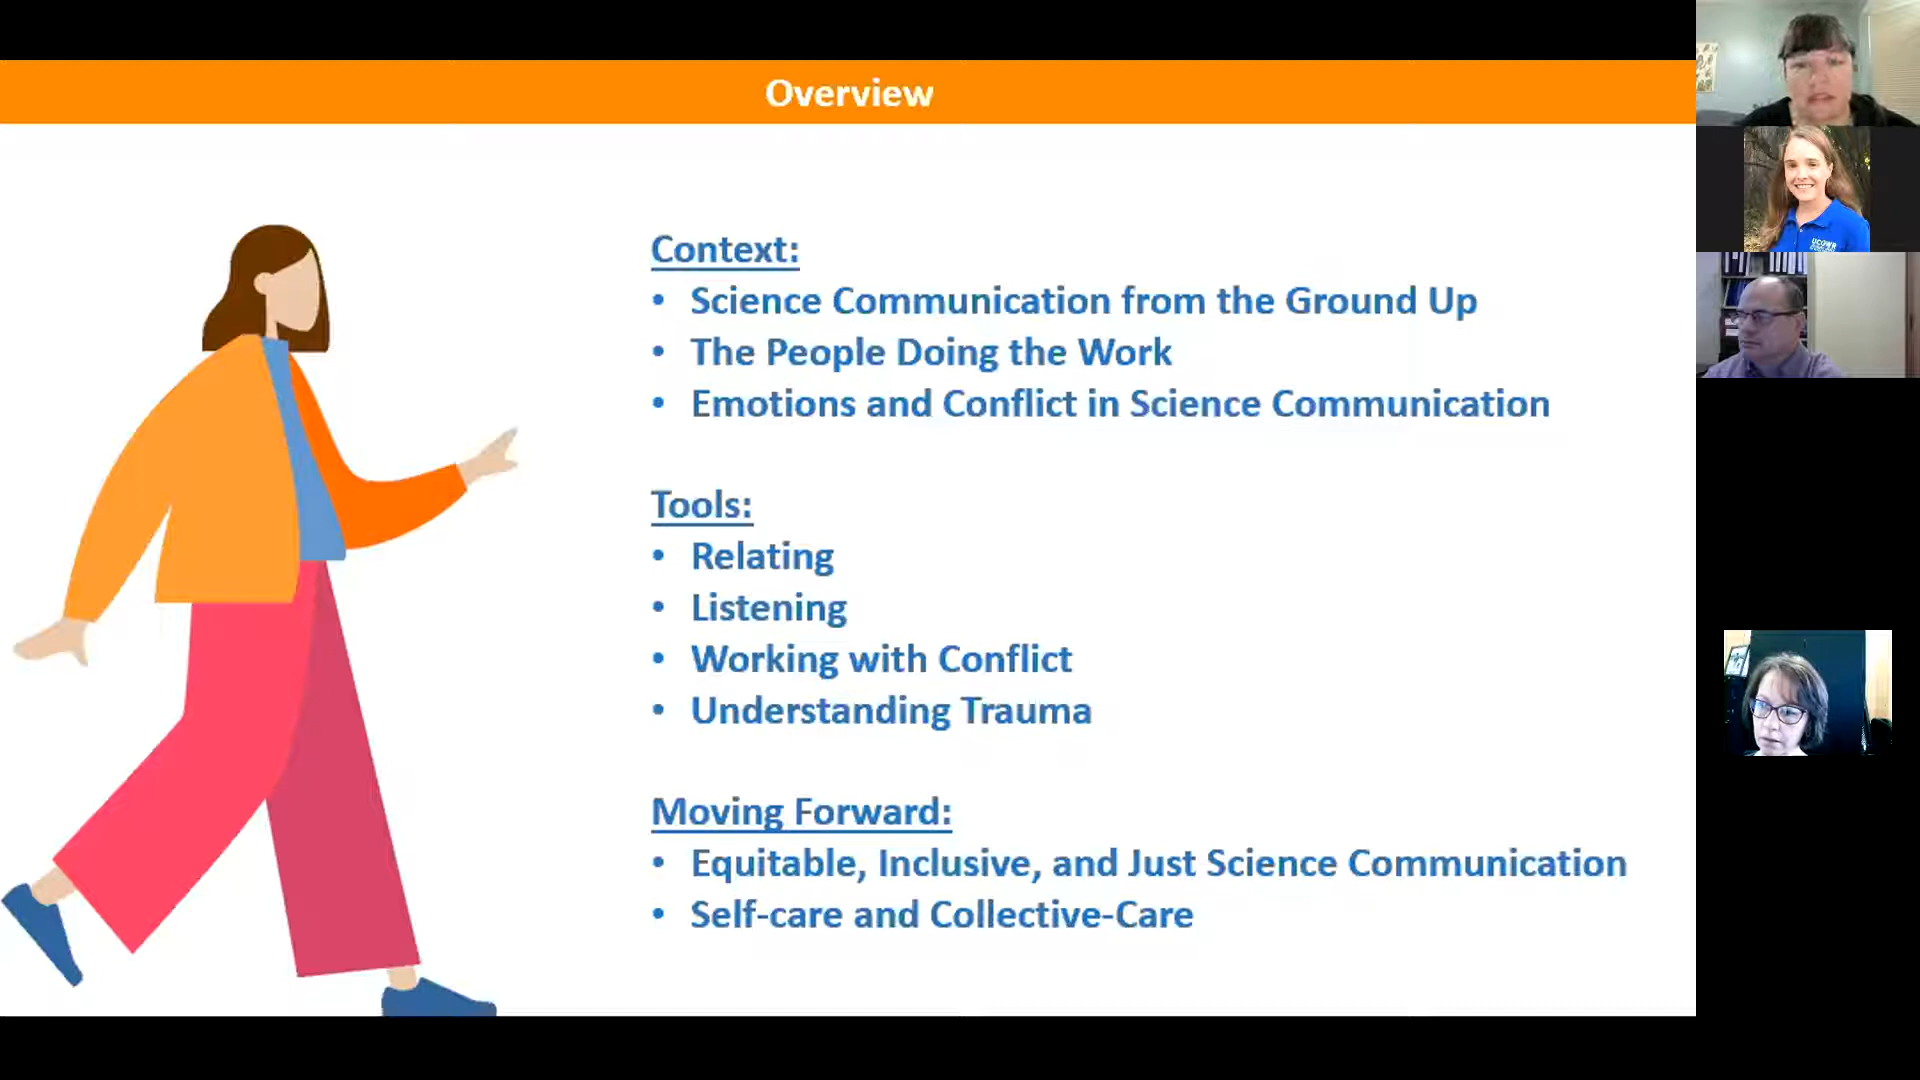 Overview
Context:
• Science Communication from the Ground Up
• The People Doing the Work
• Emotions and Conflict in Science Communication
Tools:
• Relating
• Listening
• Working with Conflict
• Understanding Trauma
Moving Forward:
• Equitable, Inclusive, and Just Science Communication
• Self-care and Collective-Care
UCOWR